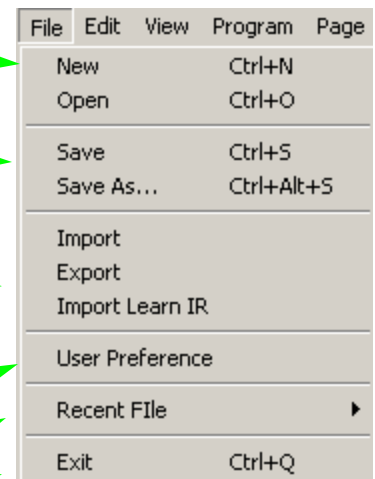 File Edit View Program Page
New Ctrl+N
Open Ctrl+O
Save Ctrl+S
Save As... Ctrl+Alt+S
Import
Export
Import Learn IR
User Preference
Recent FIle
Exit Ctrl+Q